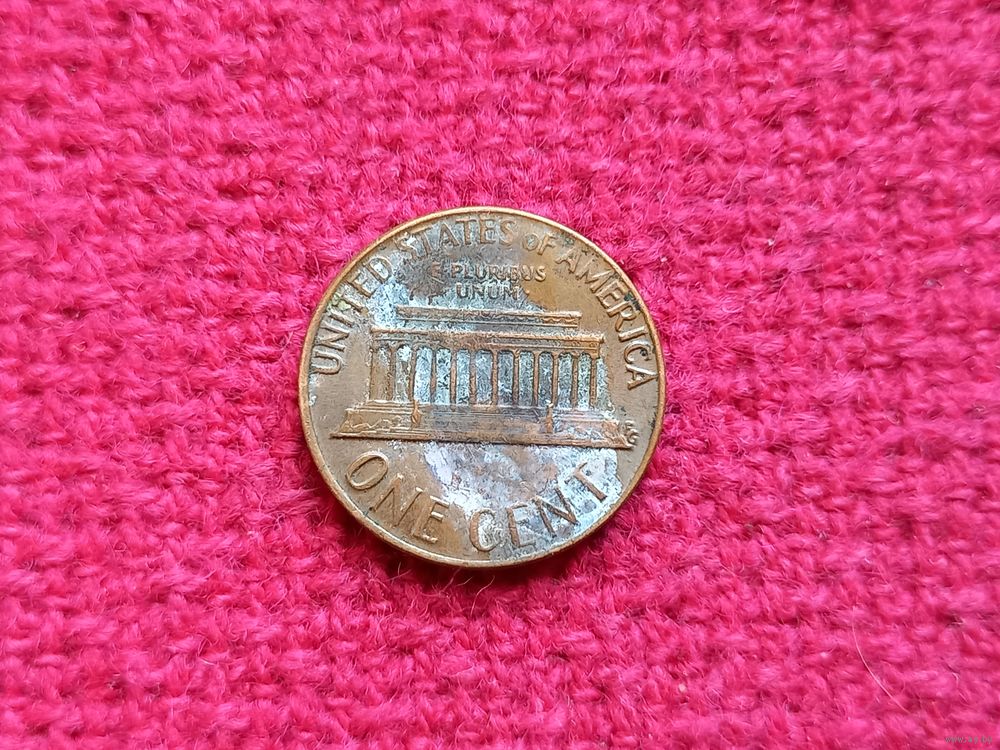 UNITED STATES OF AMERICA
E·PLURIBUS
UNUM
ONE CENT